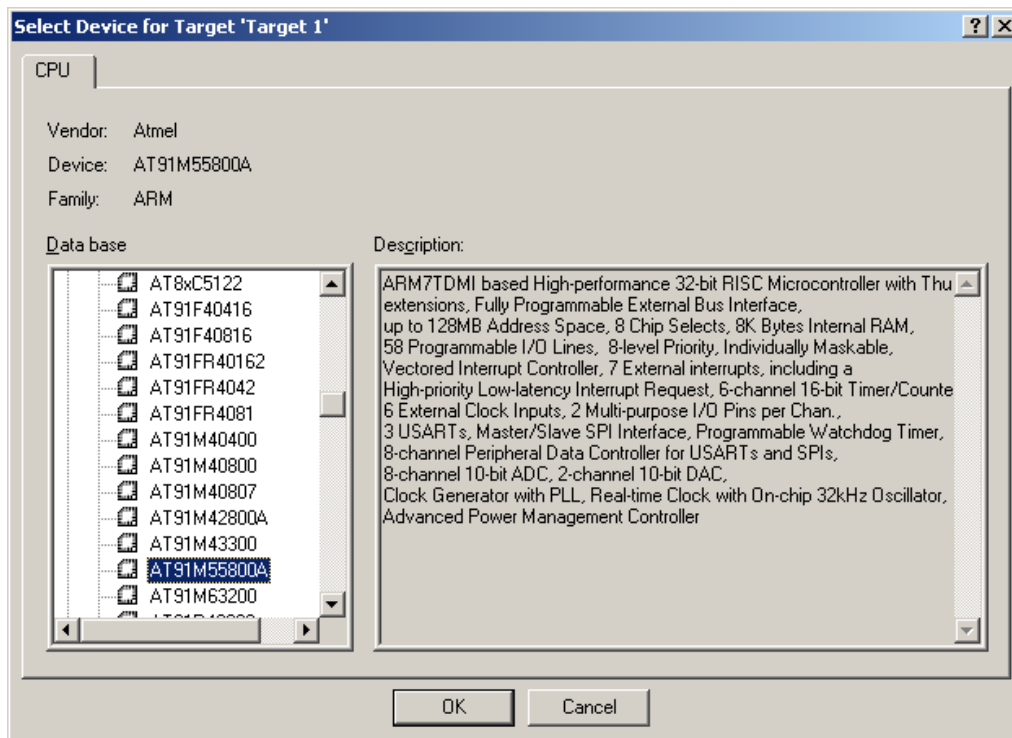 Select Device for Target 'Target 1'
CPU
Vendor: Atmel
Device: AT91M55800A
Family: ARM
Data base
Description:
AT8xC5122
AT91F40416
AT91F40816
AT91FR40162
AT91FR4042
AT91FR4081
AT91M40400
AT91M40800
AT91M40807
AT91M42800A
AT91M43300
AT91M55800A
AT91M63200
ARM7TDMI based High-performance 32-bit RISC Microcontroller with Thu
extensions, Fully Programmable External Bus Interface,
up to 128MB Address Space, 8 Chip Selects, 8K Bytes Internal RAM,
58 Programmable I/O Lines, 8-level Priority, Individually Maskable,
Vectored Interrupt Controller, 7 External interrupts, including a
High-priority Low-latency Interrupt Request, 6-channel 16-bit Timer/Counte
6 External Clock Inputs, 2 Multi-purpose I/O Pins per Chan.,
3 USARTs, Master/Slave SPI Interface, Programmable Watchdog Timer,
8-channel Peripheral Data Controller for USARTs and SPIs,
8-channel 10-bit ADC, 2-channel 10-bit DAC,
Clock Generator with PLL, Real-time Clock with On-chip 32kHz Oscillator,
Advanced Power Management Controller
OK
Cancel